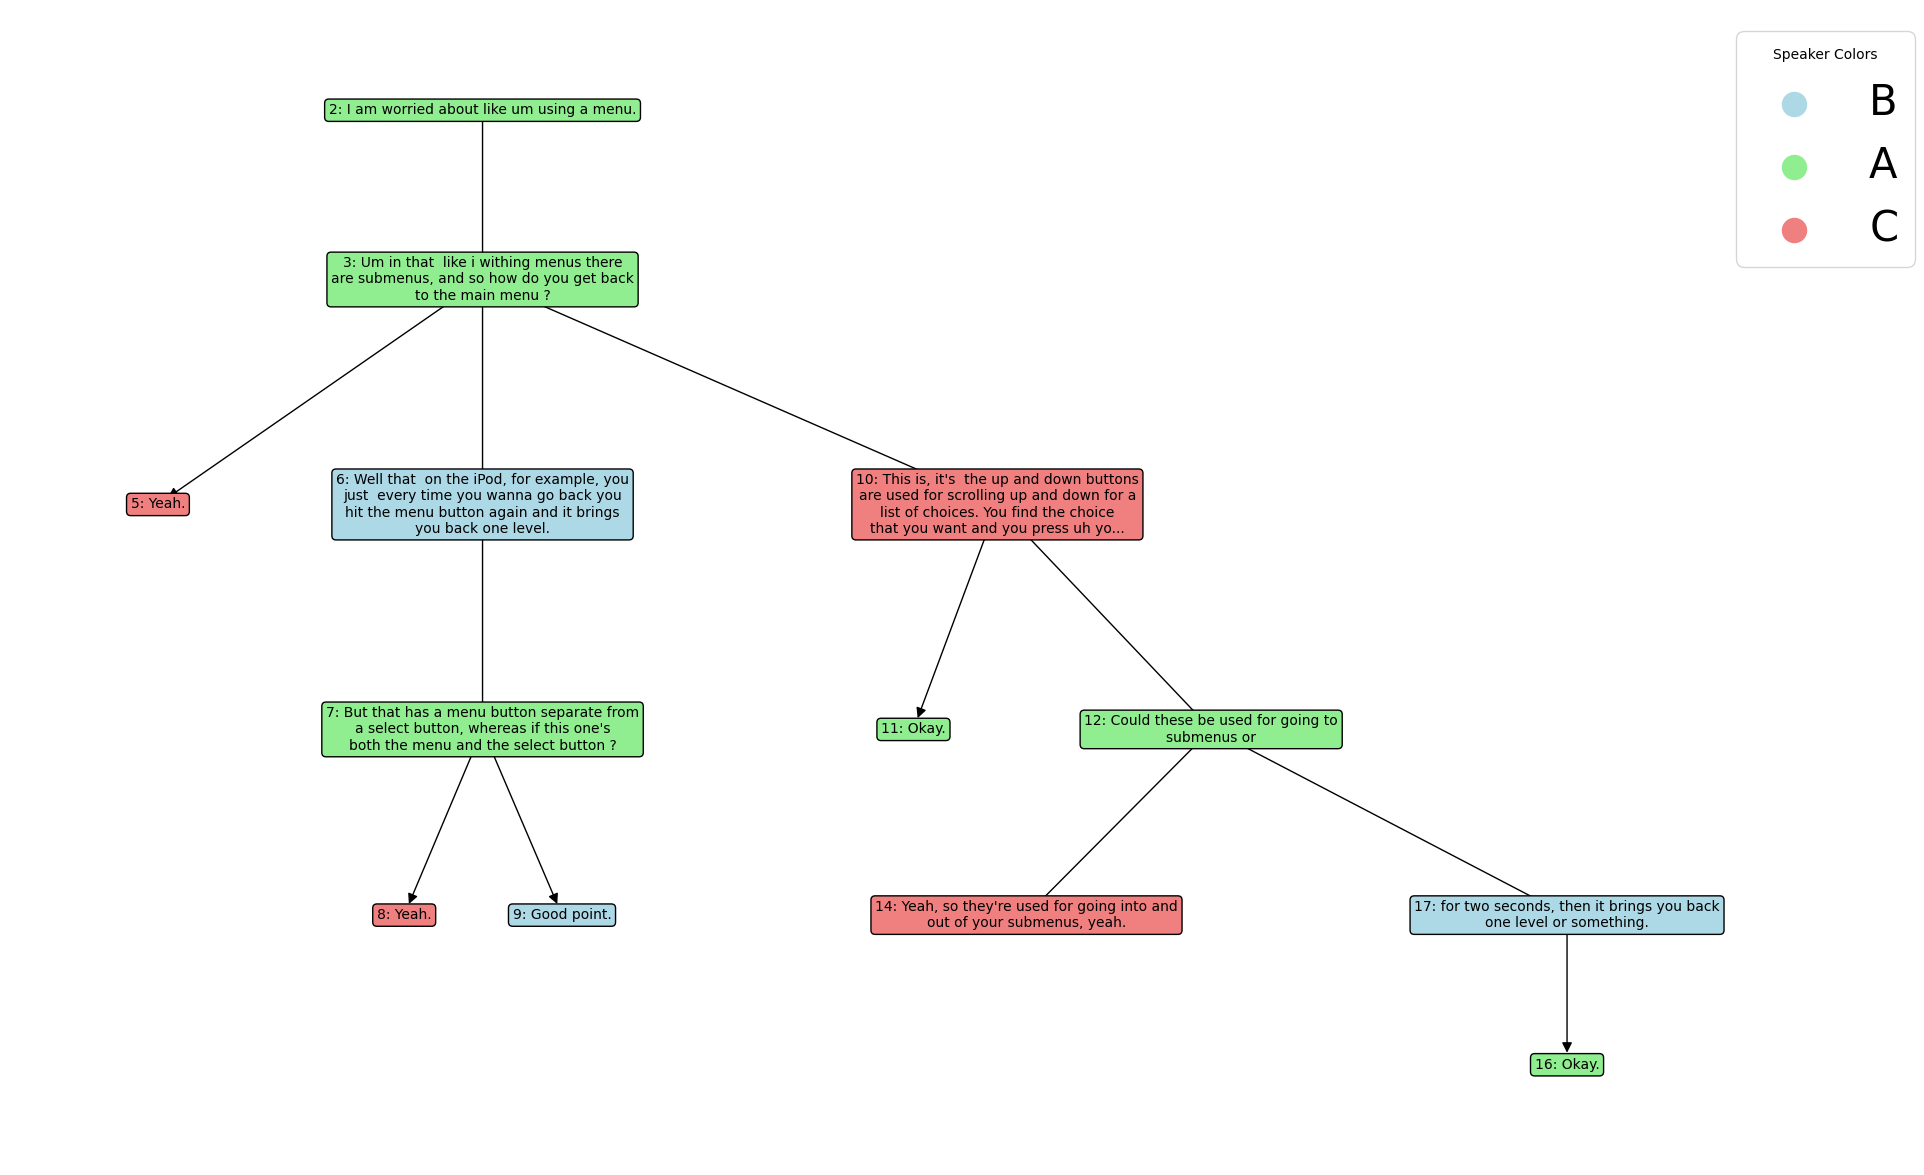 Speaker Colors
B
A
C
2: I am worried about like um using a menu.
3: Um in that  like i withing menus there
are submenus, and so how do you get back
to the main menu ?
5: Yeah.
6: Well that  on the iPod, for example, you
just  every time you wanna go back you
hit the menu button again and it brings
you back one level.
10: This is, it's  the up and down buttons
are used for scrolling up and down for a
list of choices. You find the choice
that you want and you press uh yo...
7: But that has a menu button separate from
a select button, whereas if this one's
both the menu and the select button ?
11: Okay.
12: Could these be used for going to
submenus or
8: Yeah.
9: Good point.
14: Yeah, so they're used for going into and
out of your submenus, yeah.
17: for two seconds, then it brings you back
one level or something.
16: Okay.